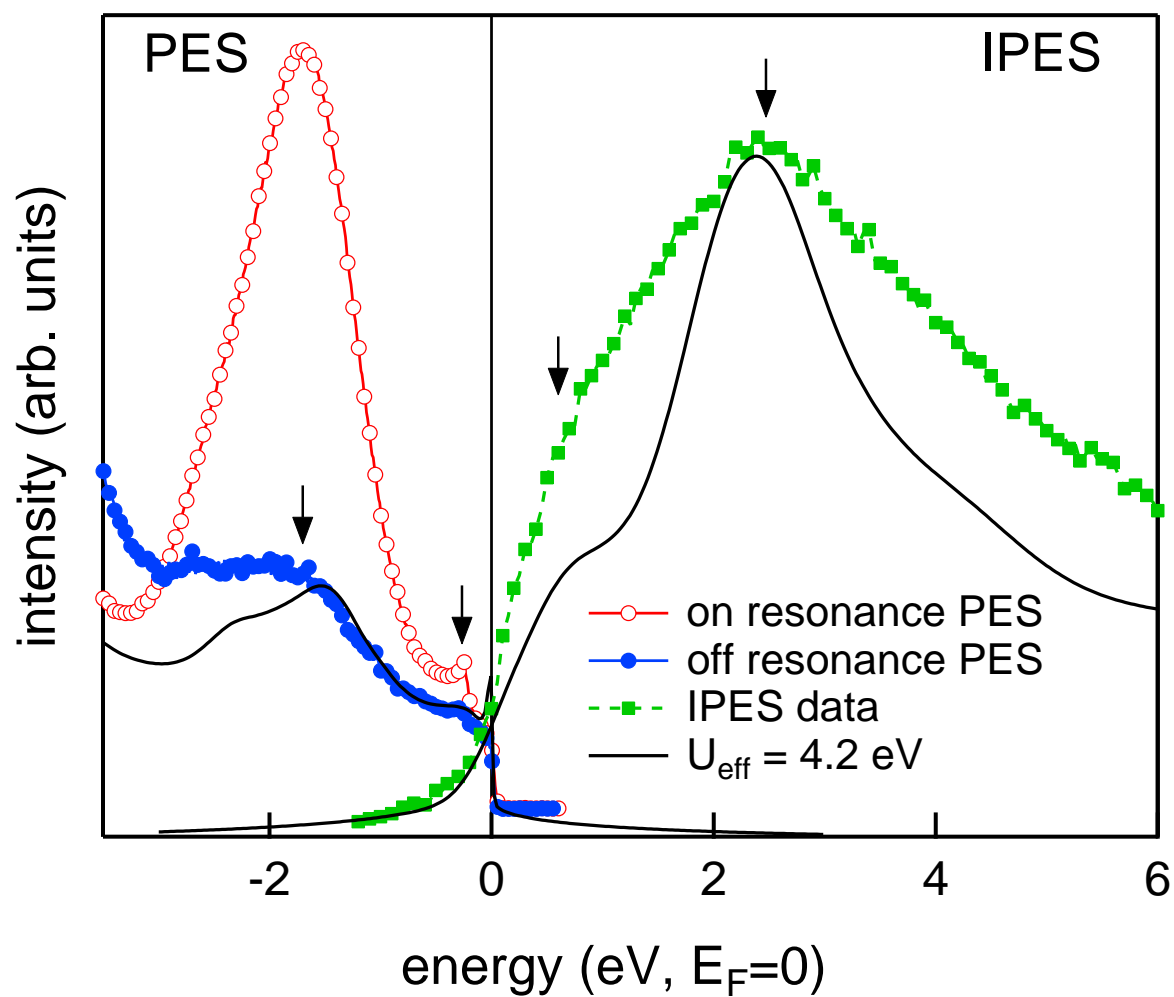 PES
IPES
intensity (arb. units)
on resonance PES
off resonance PES
IPES data
U_eff = 4.2 eV
-2 0 2 4 6
energy (eV, E_F=0)